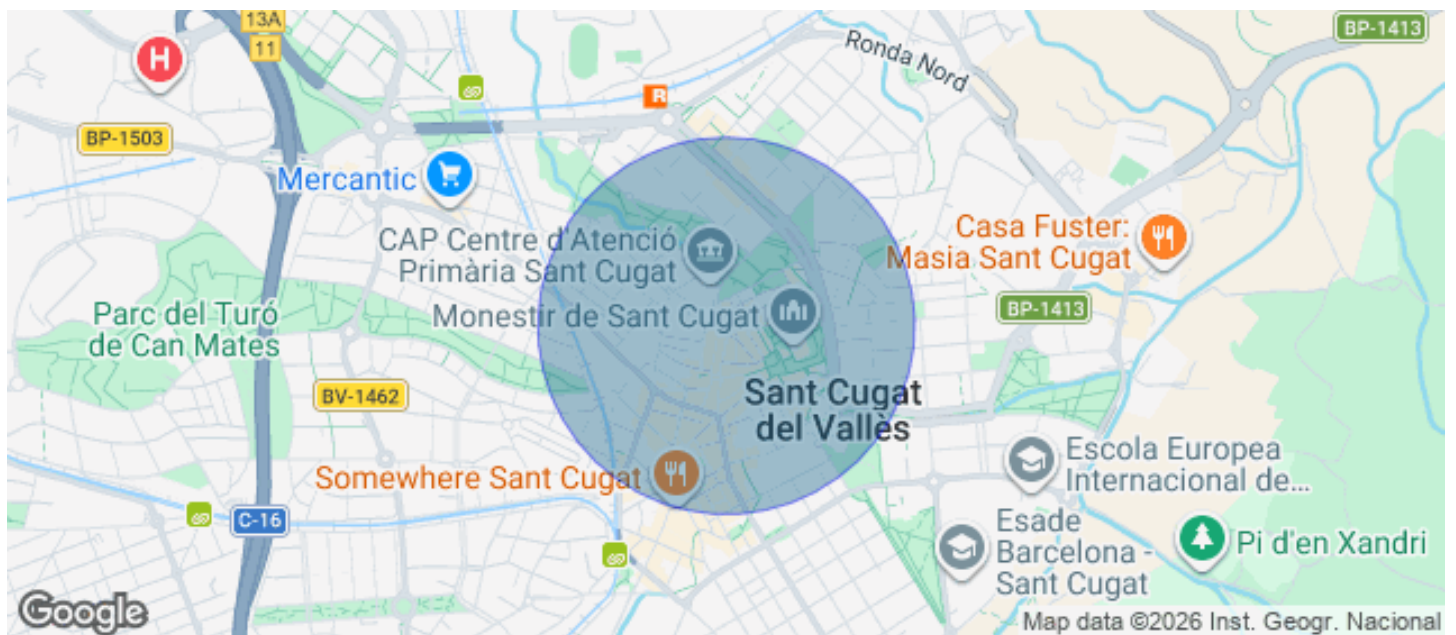 13A
11
BP-1413
Ronda Nord
H
R
BP-1503
Mercantic
CAP Centre d'Atenció
Primària Sant Cugat
Casa Fuster:
Masia Sant Cugat
Monestir de Sant Cugat
BP-1413
Parc del Turó
de Can Mates
BV-1462
Sant Cugat
del Vallès
Somewhere Sant Cugat
Escola Europea
Internacional de...
C-16
Esade
Barcelona -
Sant Cugat
Pi d'en Xandri
Google
Map data ©2026 Inst. Geogr. Nacional